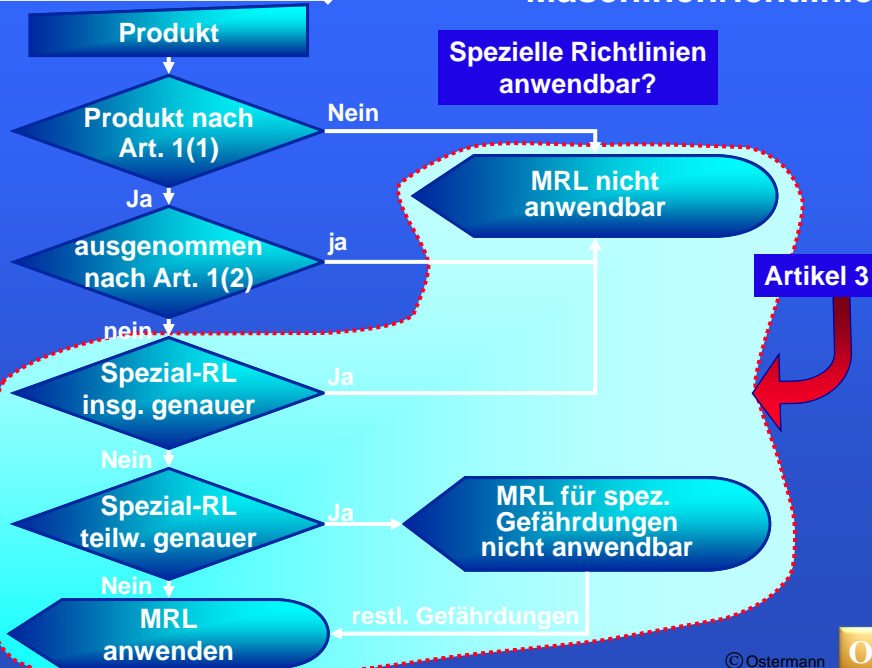 Maschinenrichtlinie
Produkt
Spezielle Richtlinien
anwendbar?
Produkt nach
Art. 1(1)
Nein
MRL nicht
anwendbar
Ja
ausgenommen
nach Art. 1(2)
ja
Artikel 3
nein
Spezial-RL
insg. genauer
Ja
Nein
Spezial-RL
teilw. genauer
Ja
MRL für spez.
Gefährdungen
nicht anwendbar
Nein
MRL
anwenden
restl. Gefährdungen
© Ostermann
O